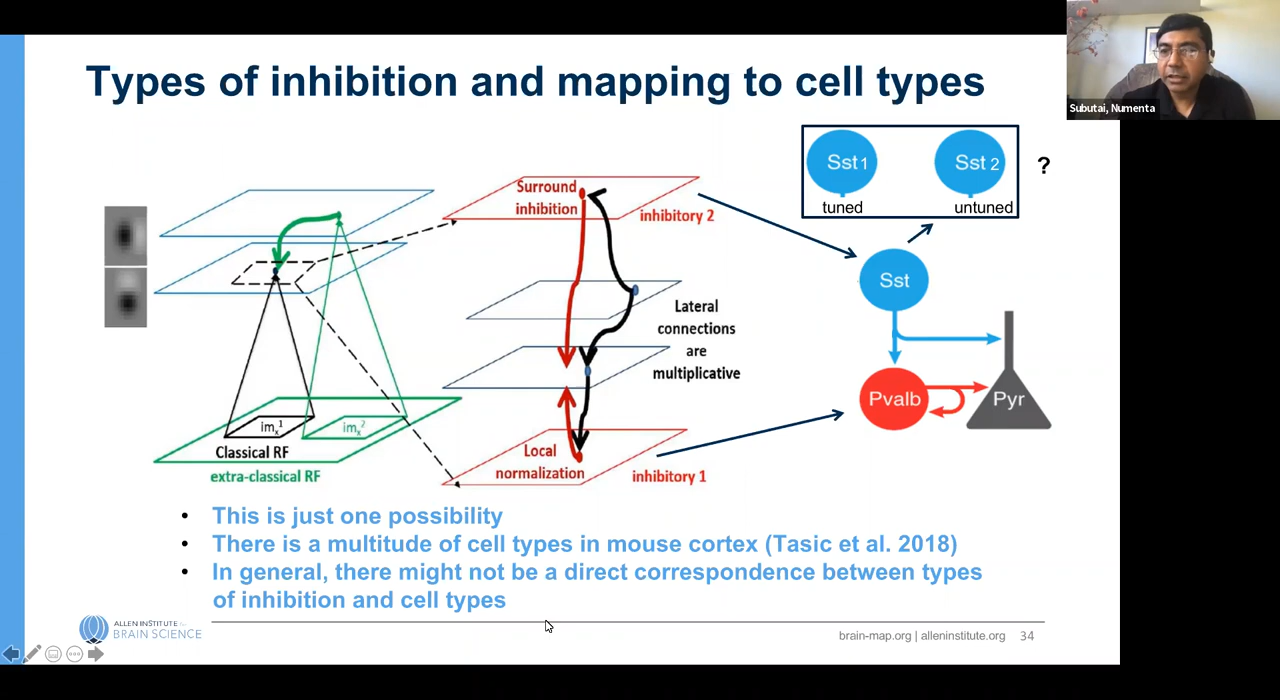 Types of inhibition and mapping to cell types
Subutai, Numenta
Sst 1
Sst 2
?
tuned
untuned
Surround
inhibition
inhibitory 2
Sst
Lateral
connections
are
multiplicative
Pvalb
Pyr
imₓ¹
imₓ²
Classical RF
extra-classical RF
Local
normalization
inhibitory 1
• This is just one possibility
• There is a multitude of cell types in mouse cortex (Tasic et al. 2018)
• In general, there might not be a direct correspondence between types
of inhibition and cell types
ALLEN INSTITUTE for
BRAIN SCIENCE
brain-map.org | alleninstitute.org 34